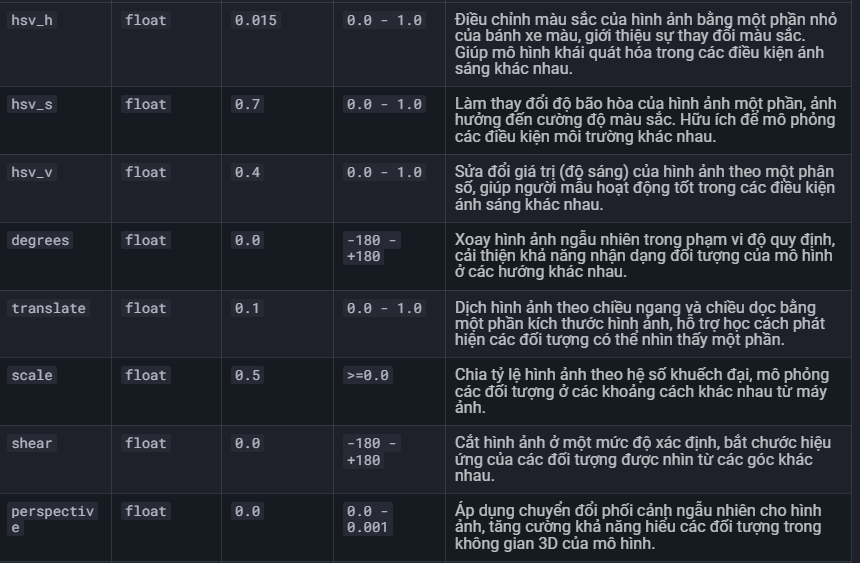 hsv_h float 0.015 0.0 - 1.0 Điều chỉnh màu sắc của hình ảnh bằng một phần nhỏ
của bánh xe màu, giới thiệu sự thay đổi màu sắc.
Giúp mô hình khái quát hóa trong các điều kiện ánh
sáng khác nhau.
hsv_s float 0.7 0.0 - 1.0 Làm thay đổi độ bão hòa của hình ảnh một phần, ảnh
hưởng đến cường độ màu sắc. Hữu ích để mô phỏng
các điều kiện môi trường khác nhau.
hsv_v float 0.4 0.0 - 1.0 Sửa đổi giá trị (độ sáng) của hình ảnh theo một phân
số, giúp người mẫu hoạt động tốt trong các điều kiện
ánh sáng khác nhau.
degrees float 0.0 -180 - Xoay hình ảnh ngẫu nhiên trong phạm vi độ quy định,
+180 cải thiện khả năng nhận dạng đối tượng của mô hình
ở các hướng khác nhau.
translate float 0.1 0.0 - 1.0 Dịch hình ảnh theo chiều ngang và chiều dọc bằng
một phần kích thước hình ảnh, hỗ trợ học cách phát
hiện các đối tượng có thể nhìn thấy một phần.
scale float 0.5 >=0.0 Chia tỷ lệ hình ảnh theo hệ số khuếch đại, mô phỏng
các đối tượng ở các khoảng cách khác nhau từ máy
ảnh.
shear float 0.0 -180 - Cắt hình ảnh ở một mức độ xác định, bắt chước hiệu
+180 ứng của các đối tượng được nhìn từ các góc khác
nhau.
perspectiv float 0.0 0.0 - Áp dụng chuyển đổi phối cảnh ngẫu nhiên cho hình
e 0.001 ảnh, tăng cường khả năng hiểu các đối tượng trong
không gian 3D của mô hình.